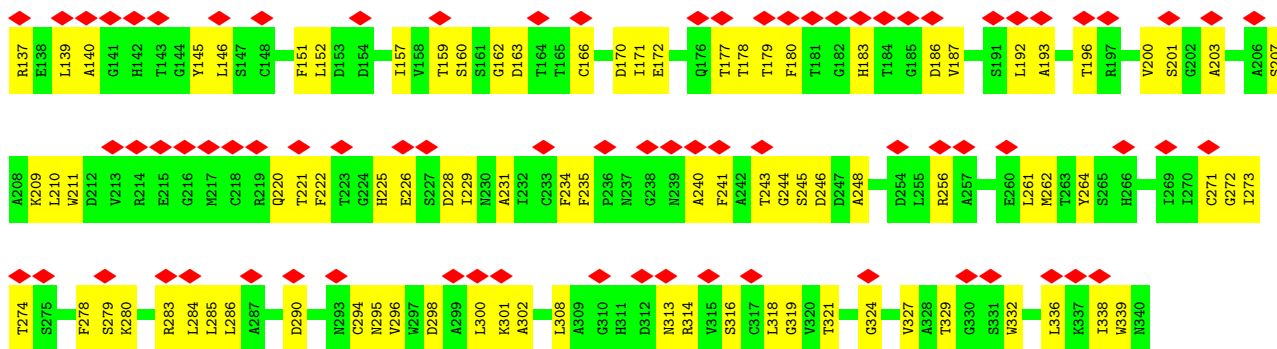 R137 E138 L139 A140 G141 H142 T143 G144 Y145 L146 S147 C148 F151 L152 D153 D154 I157 V158 T159 S160 S161 G162 D163 T164 T165 C166 D170 I171 E172 Q176 T177 T178 T179 F180 T181 G182 H183 T184 G185 D186 V187 S191 L192 A193 T196 R197 V200 S201 G202 A203 A206 S207
A208 K209 L210 W211 D212 V213 R214 E215 G216 M217 C218 R219 Q220 T221 F222 T223 G224 H225 E226 S227 D228 I229 N230 A231 I232 C233 F234 F235 P236 N237 G238 N239 A240 F241 A242 T243 G244 S245 D246 D247 A248 D254 L255 R256 A257 E260 L261 M262 T263 Y264 S265 H266 I269 I270 C271 G272 I273
T274 S275 F278 S279 K280 R283 L284 L285 L286 A287 D290 N293 C294 N295 V296 W297 D298 A299 L300 K301 A302 L308 A309 G310 H311 D312 N313 R314 V315 S316 C317 L318 G319 V320 T321 G324 V327 A328 T329 G330 S331 W332 L336 K337 I338 W339 N340